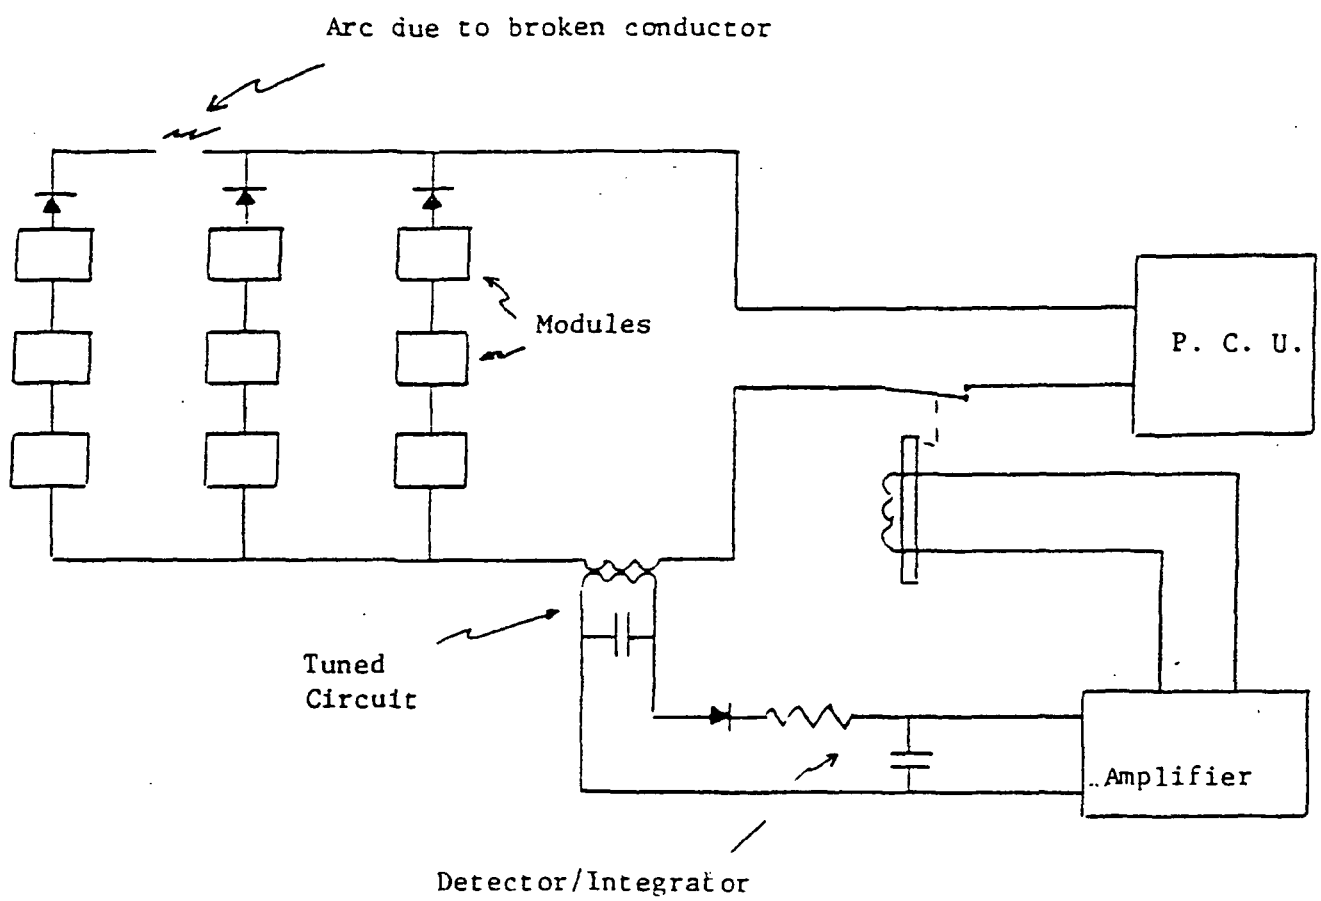 Arc due to broken conductor
Modules
P. C. U.
Tuned
Circuit
Amplifier
Detector/Integrator